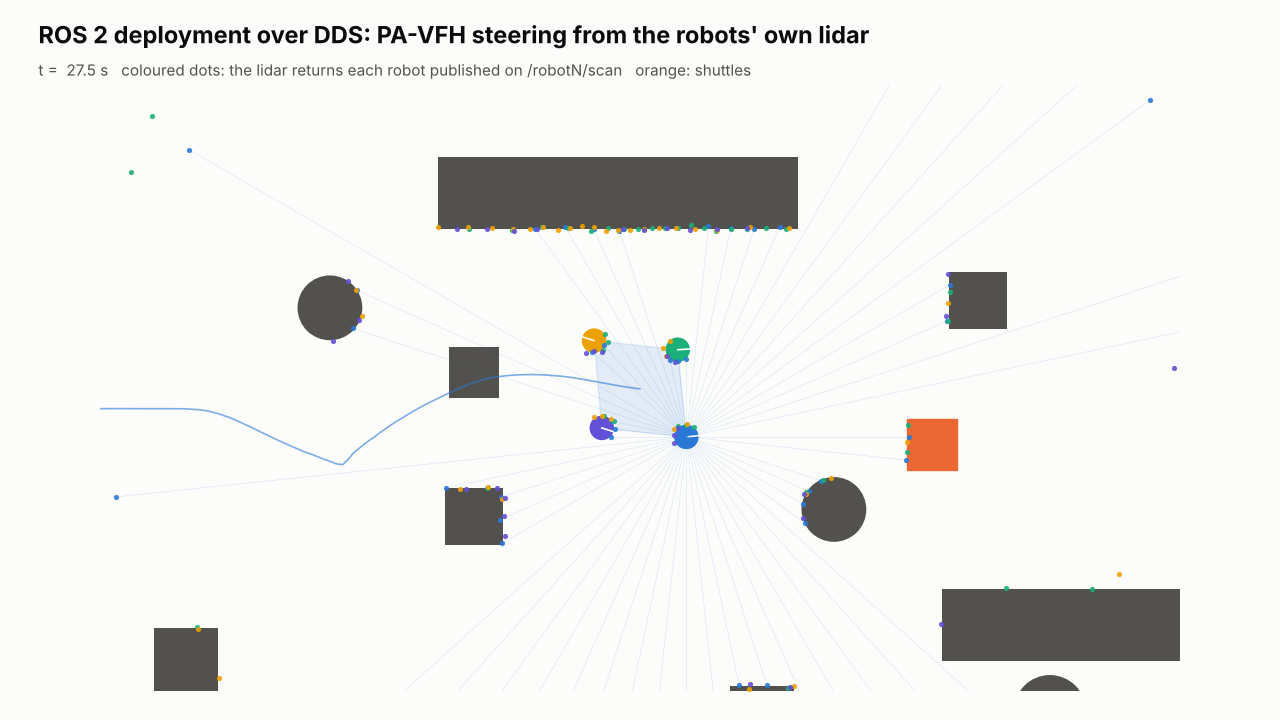 ROS 2 deployment over DDS: PA-VFH steering from the robots' own lidar
t =  27.5 s   coloured dots: the lidar returns each robot published on /robotN/scan   orange: shuttles